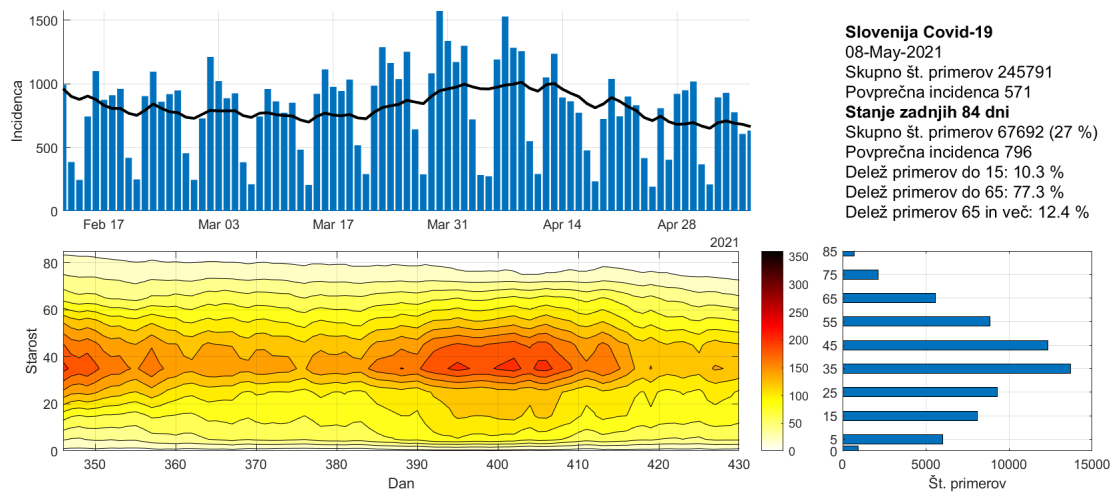 1500
1000
500
0
Incidenca
Feb 17
Mar 03
Mar 17
Mar 31
Apr 14
Apr 28
2021
Slovenija Covid-19
08-May-2021
Skupno št. primerov 245791
Povprečna incidenca 571
Stanje zadnjih 84 dni
Skupno št. primerov 67692 (27 %)
Povprečna incidenca 796
Delež primerov do 15: 10.3 %
Delež primerov do 65: 77.3 %
Delež primerov 65 in več: 12.4 %
80
60
40
20
0
Starost
350
360
370
380
390
400
410
420
430
Dan
350
300
250
200
150
100
50
0
85
75
65
55
45
35
25
15
5
0
0
5000
10000
15000
Št. primerov